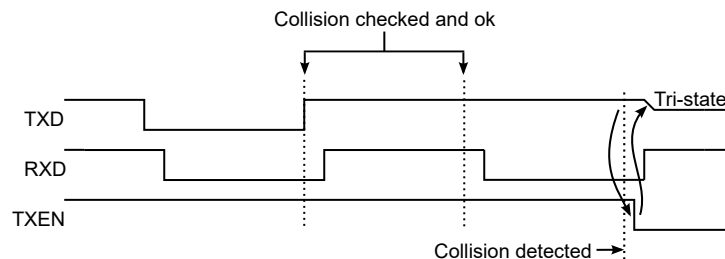 Collision checked and ok
Tri-state
TXD
RXD
TXEN
Collision detected